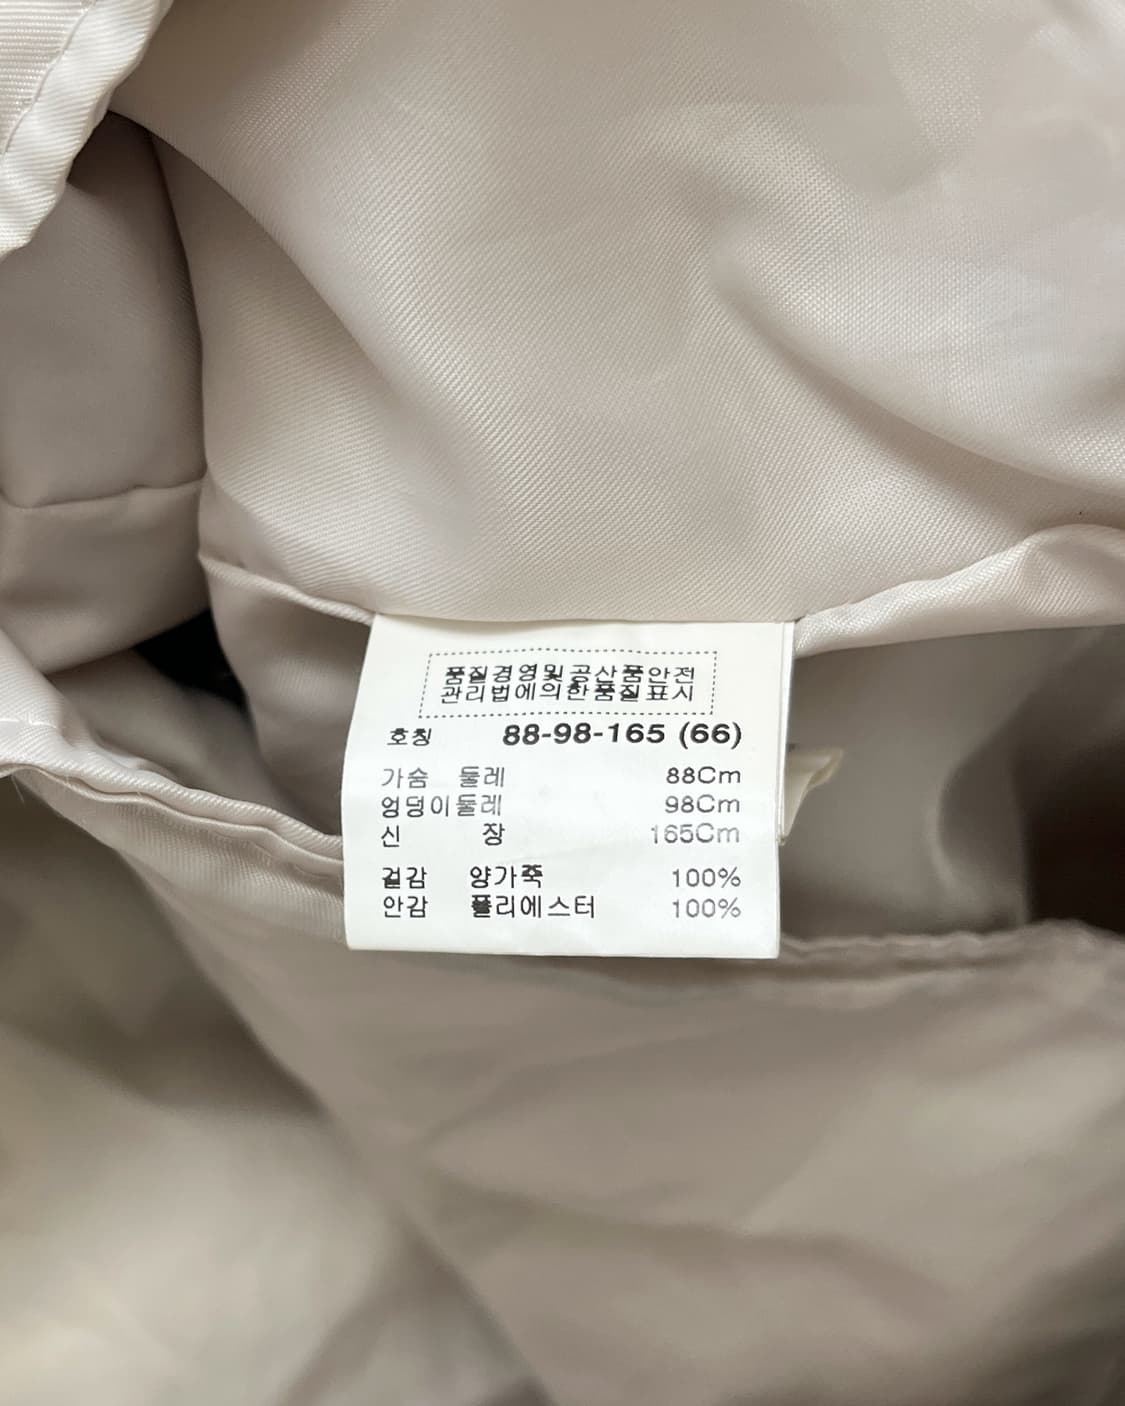 품질경영및공산품안전
관리법에의한품질표시
호칭 88-98-165 (66)
가슴 둘레 88Cm
엉덩이둘레 98Cm
신 장 165Cm
겉감 양가죽 100%
안감 폴리에스터 100%